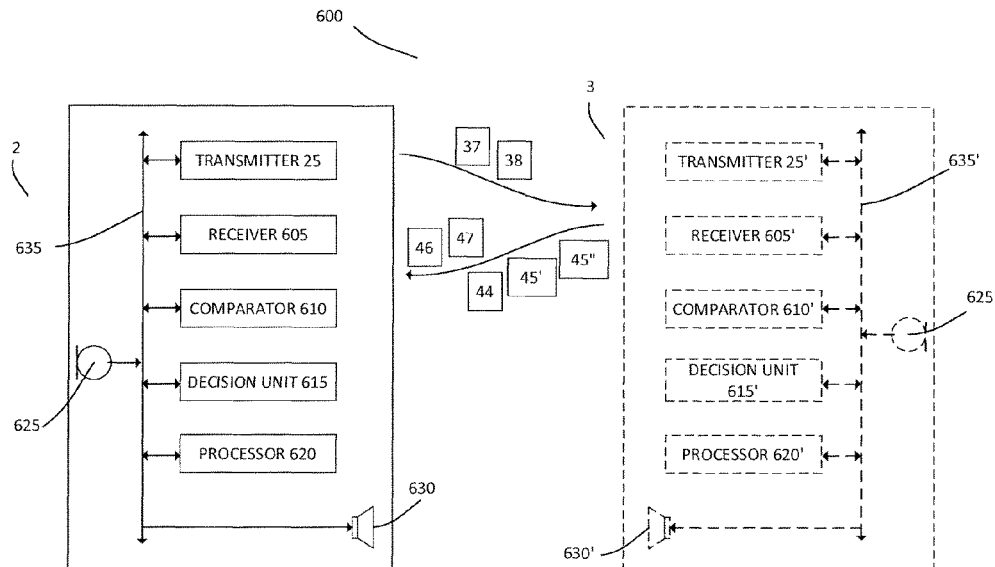 600
2
3
TRANSMITTER 25
37
38
TRANSMITTER 25'
635'
635
RECEIVER 605
46
47
44
45'
45"
RECEIVER 605'
COMPARATOR 610
COMPARATOR 610'
625
625
DECISION UNIT 615
DECISION UNIT
615'
PROCESSOR 620
PROCESSOR 620'
630
630'